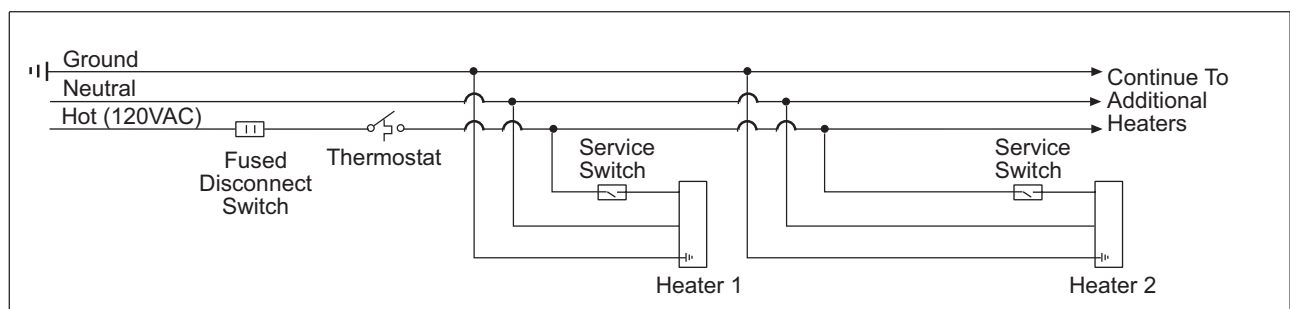 Ground
Neutral
Hot (120VAC)
Continue To
Additional
Heaters
Fused
Disconnect
Switch
Thermostat
Service
Switch
Service
Switch
Heater 1
Heater 2